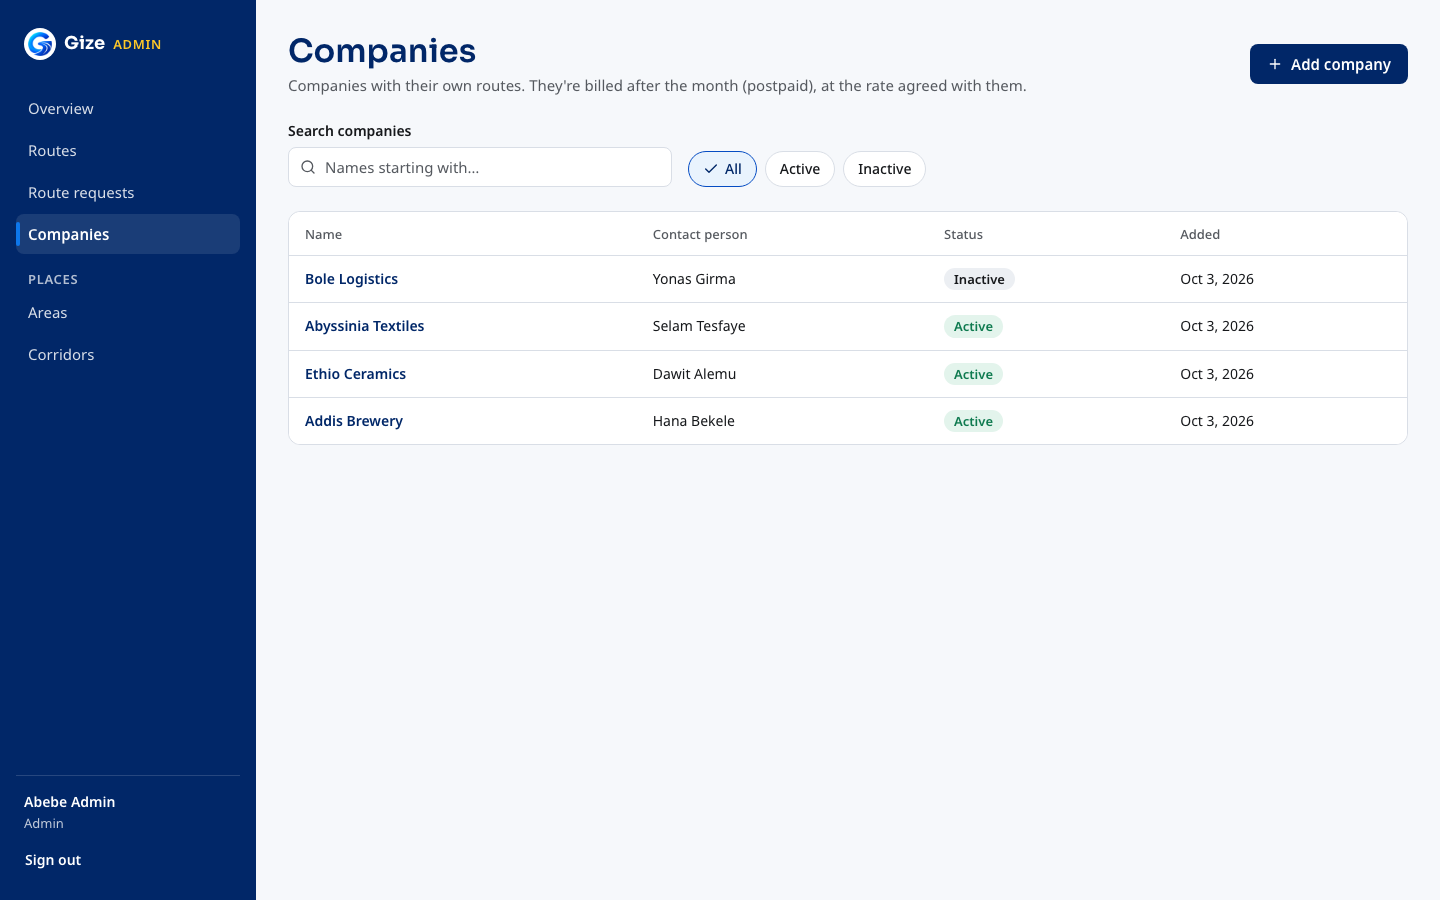 Gize ADMIN
Overview
Routes
Route requests
Companies
PLACES
Areas
Corridors
Abebe Admin
Admin
Sign out
Companies
Companies with their own routes. They're billed after the month (postpaid), at the rate agreed with them.
Add company
Search companies
Names starting with...
All Active Inactive
Name Contact person Status Added
Bole Logistics Yonas Girma Inactive Oct 3, 2026
Abyssinia Textiles Selam Tesfaye Active Oct 3, 2026
Ethio Ceramics Dawit Alemu Active Oct 3, 2026
Addis Brewery Hana Bekele Active Oct 3, 2026